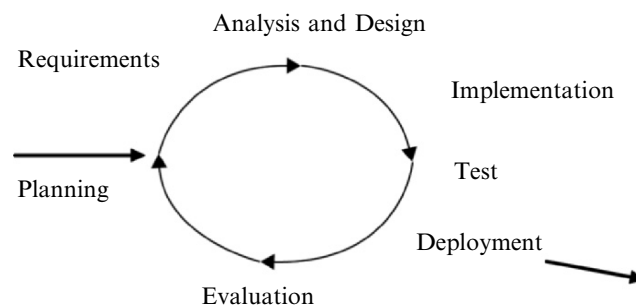 Analysis and Design
Requirements
Implementation
Test
Planning
Deployment
Evaluation